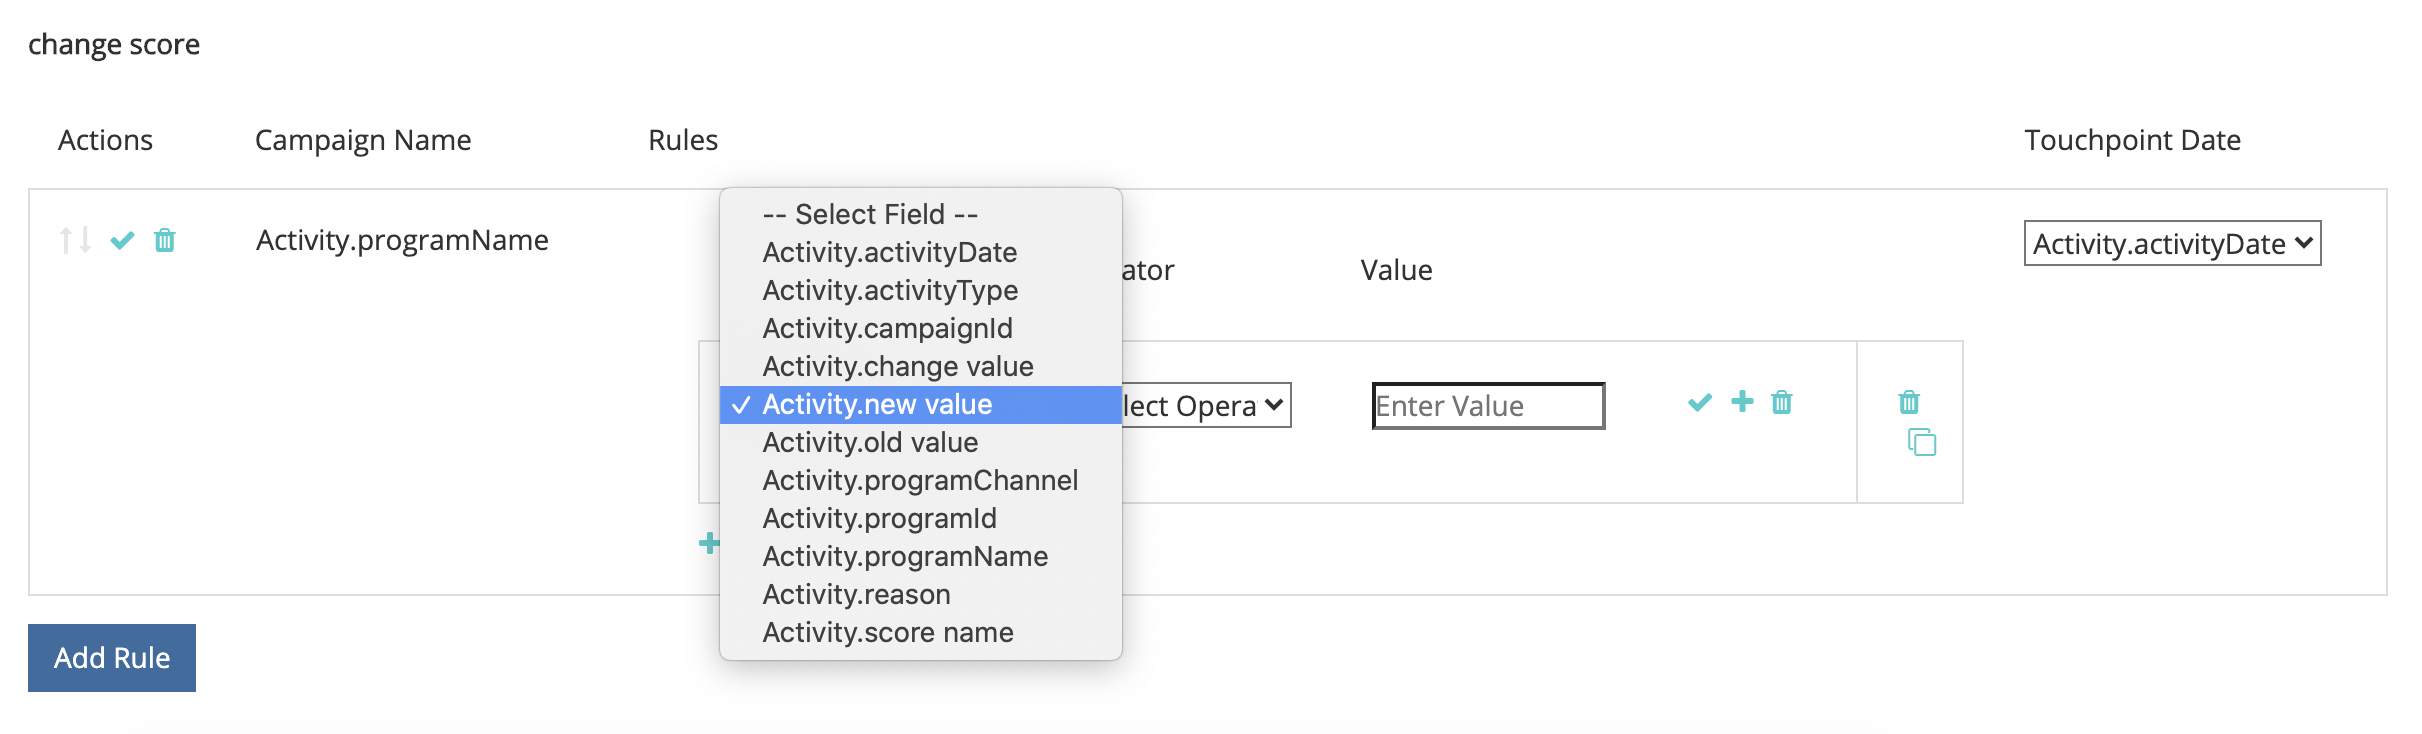 change score
Actions Campaign Name Rules Touchpoint Date
Activity.programName
Activity.activityDate
ator Value
-- Select Field --
Activity.activityDate
Activity.activityType
Activity.campaignId
Activity.change value
✓ Activity.new value
Activity.old value
Activity.programChannel
Activity.programId
Activity.programName
Activity.reason
Activity.score name
lect Opera
Enter Value
Add Rule